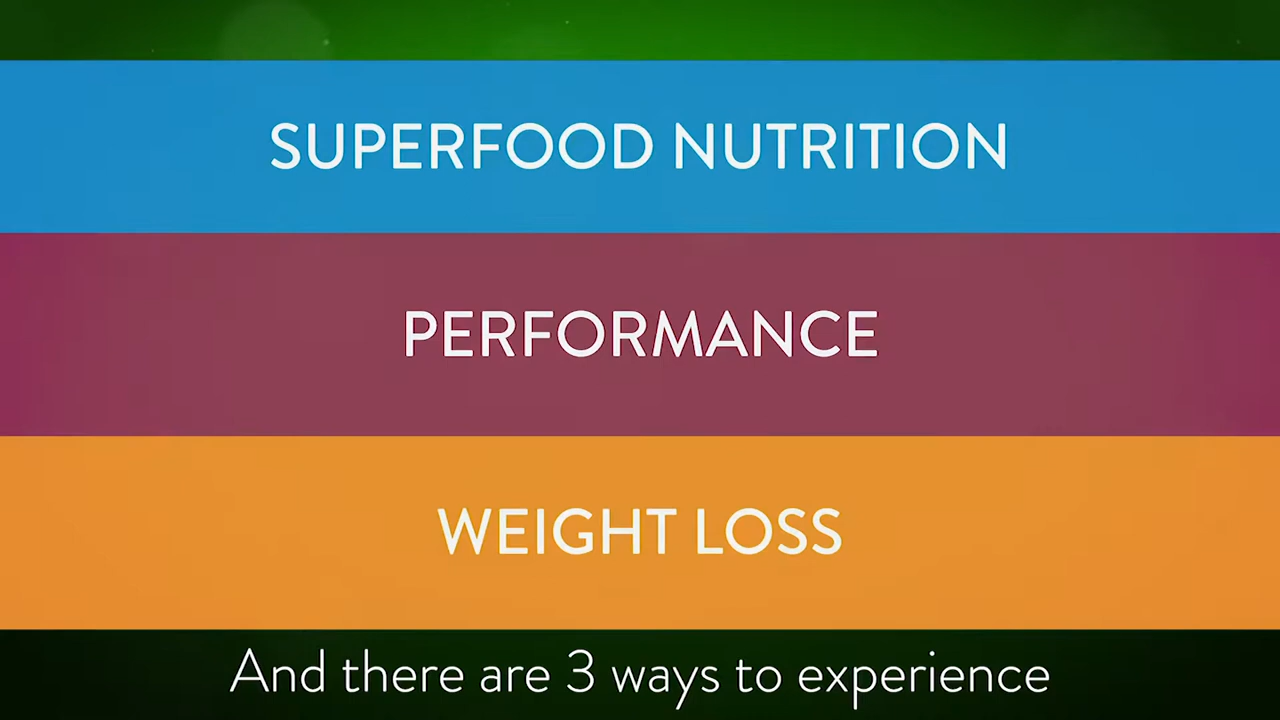 SUPERFOOD NUTRITION
PERFORMANCE
WEIGHT LOSS
And there are 3 ways to experience